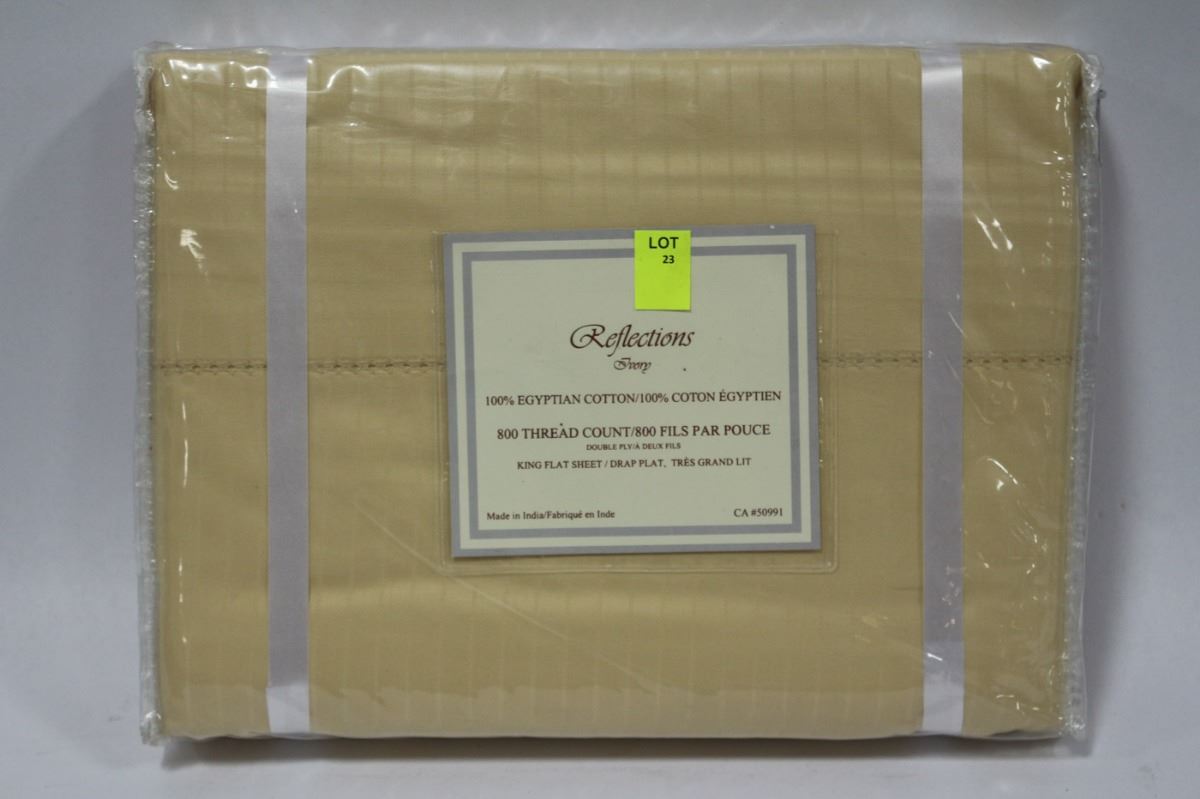 LOT
23
Reflections
Ivory
100% EGYPTIAN COTTON/100% COTON ÉGYPTIEN
800 THREAD COUNT/800 FILS PAR POUCE
DOUBLE PLY/À DEUX FILS
KING FLAT SHEET / DRAP PLAT, TRÈS GRAND LIT
Made in India/Fabriqué en Inde CA #50991